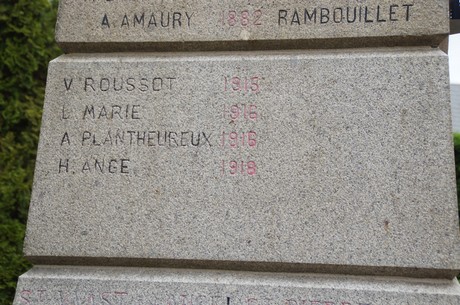 A. AMAURY 1882 RAMBOUILLET
V. ROUSSOT 1915
L. MARIE 1916
A. PLANTHEUREUX 1918
H. ANGE 1918